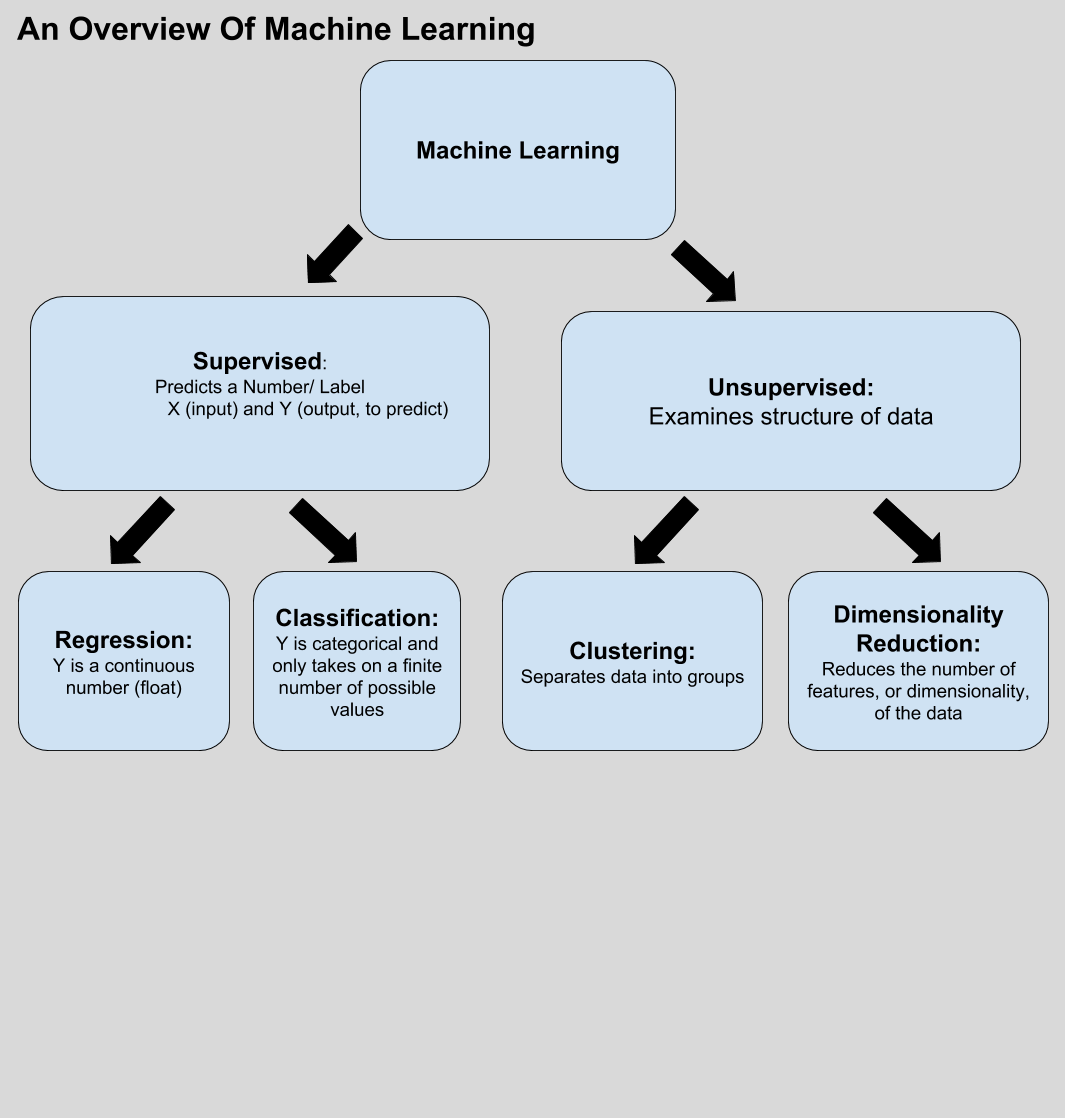 An Overview Of Machine Learning
Machine Learning
Supervised:
Predicts a Number/ Label
X (input) and Y (output, to predict)
Unsupervised:
Examines structure of data
Regression:
Y is a continuous
number (float)
Classification:
Y is categorical and
only takes on a finite
number of possible
values
Clustering:
Separates data into groups
Dimensionality
Reduction:
Reduces the number of
features, or dimensionality,
of the data